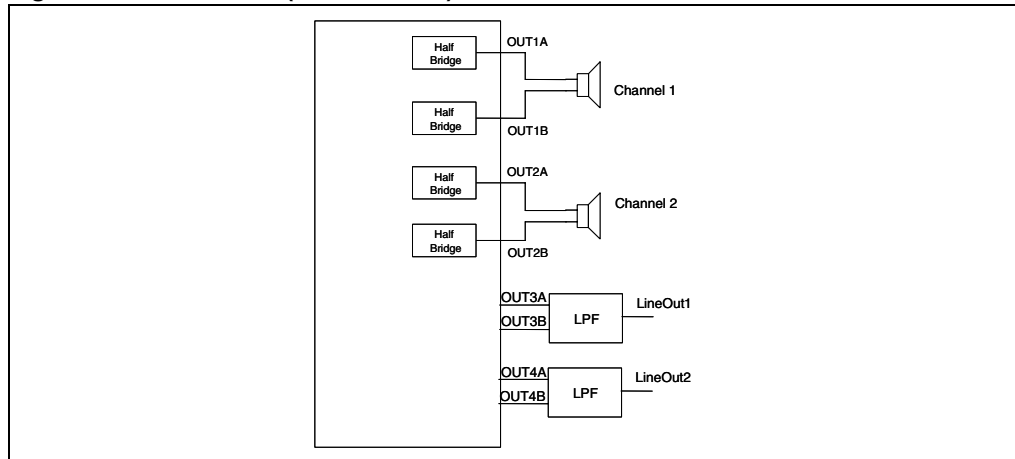 Half
Bridge
OUT1A
Channel 1
Half
Bridge
OUT1B
Half
Bridge
OUT2A
Channel 2
Half
Bridge
OUT2B
OUT3A
OUT3B
LPF
LineOut1
OUT4A
OUT4B
LPF
LineOut2